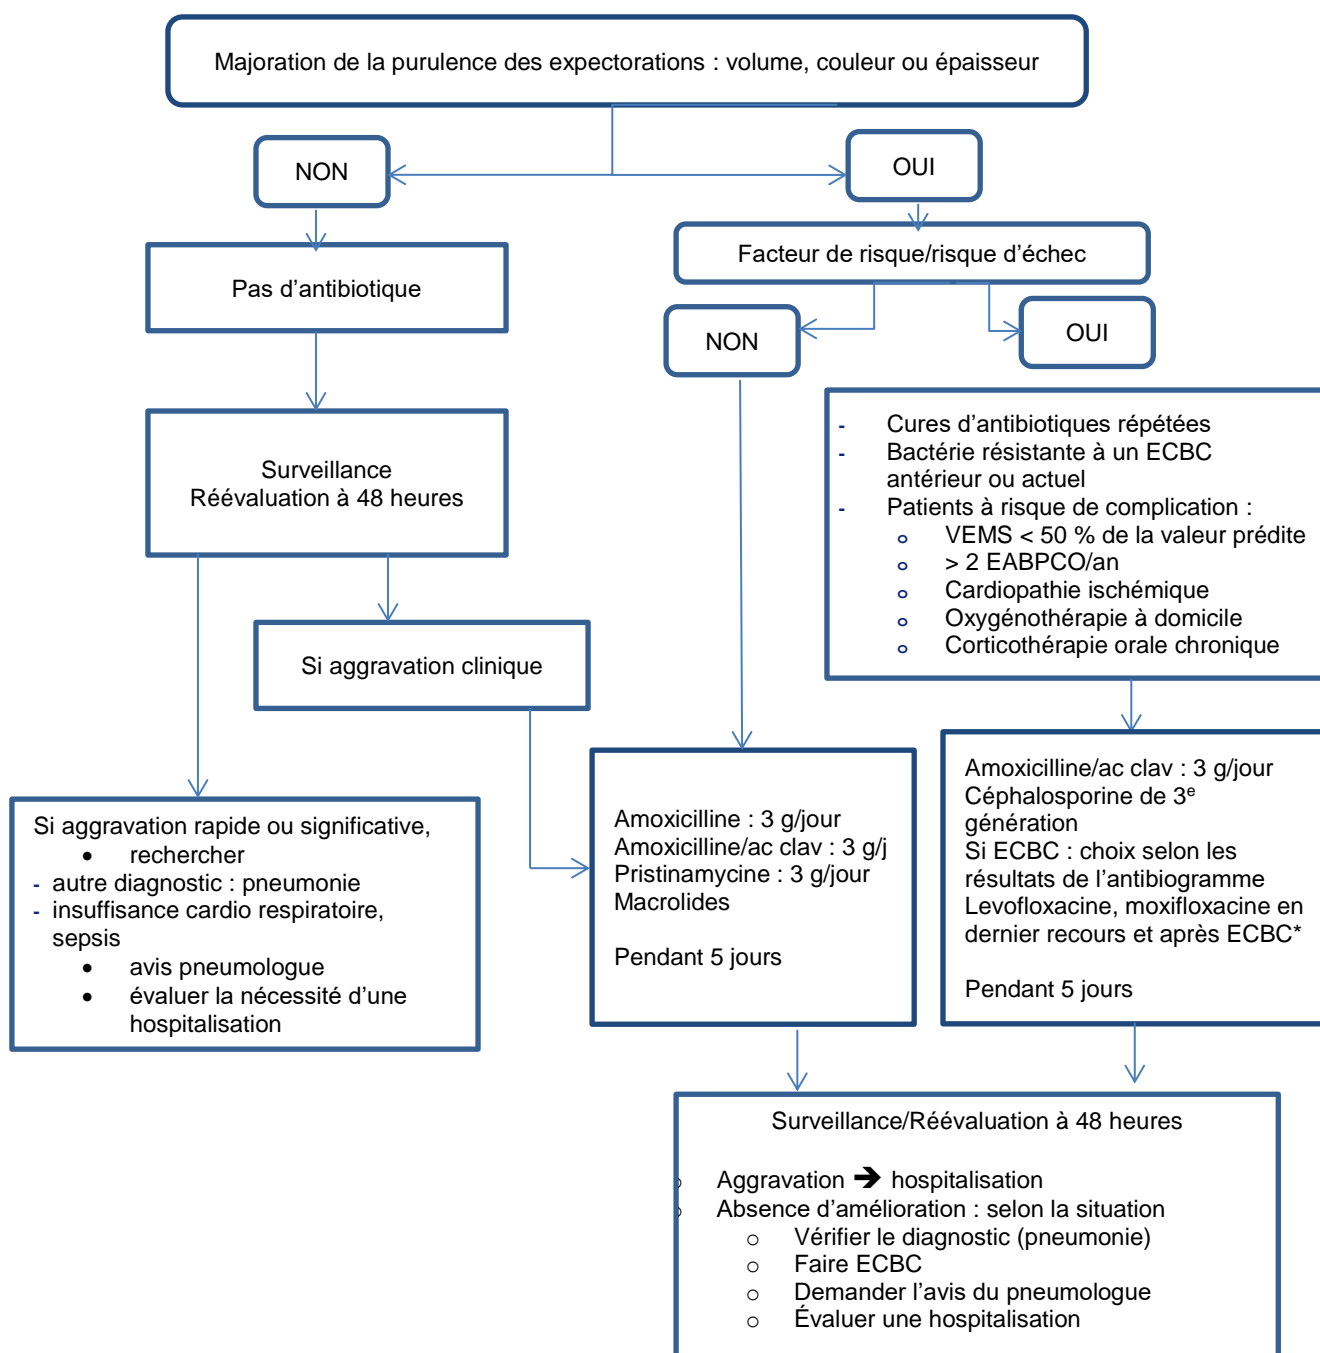 Majoration de la purulence des expectorations : volume, couleur ou épaisseur
NON
OUI
Pas d’antibiotique
Facteur de risque/risque d’échec
NON
OUI
Surveillance
Réévaluation à 48 heures
- Cures d’antibiotiques répétées
- Bactérie résistante à un ECBC
antérieur ou actuel
- Patients à risque de complication :
o VEMS < 50 % de la valeur prédite
o > 2 EABPCO/an
o Cardiopathie ischémique
o Oxygénothérapie à domicile
o Corticothérapie orale chronique
Si aggravation clinique
Si aggravation rapide ou significative,
• rechercher
- autre diagnostic : pneumonie
- insuffisance cardio respiratoire,
sepsis
• avis pneumologue
• évaluer la nécessité d’une
hospitalisation
Amoxicilline : 3 g/jour
Amoxicilline/ac clav : 3 g/j
Pristinamycine : 3 g/jour
Macrolides
Pendant 5 jours
Amoxicilline/ac clav : 3 g/jour
Céphalosporine de 3e
génération
Si ECBC : choix selon les
résultats de l’antibiogramme
Levofloxacine, moxifloxacine en
dernier recours et après ECBC*
Pendant 5 jours
Surveillance/Réévaluation à 48 heures
o Aggravation ➔ hospitalisation
o Absence d’amélioration : selon la situation
o Vérifier le diagnostic (pneumonie)
o Faire ECBC
o Demander l’avis du pneumologue
o Évaluer une hospitalisation